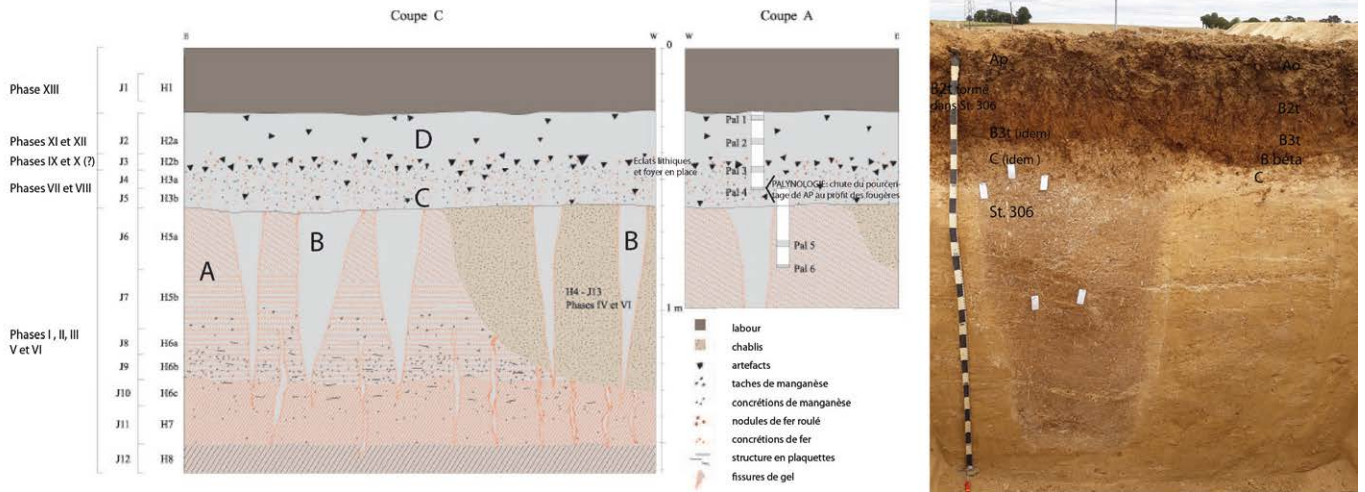 Coupe C
Coupe A
E
W
0
W
E
Phase XIII
J1
H1
Phases XI et XII
J2
H2a
D
Phases IX et X (?)
J3
H2b
Phases VII et VIII
J4
H3a
J5
H3b
C
Eclats lithiques
et foyer en place
Pal 1
Pal 2
Pal 3
Pal 4
PALYNOLOGIE: chute du pourcen-
tage de AP au profit des fougères
J6
H5a
A
B
B
Pal 5
Pal 6
J7
H5b
H4 - J13
Phases IV et VI
1 m
Phases I , II, III
V et VI
J8
H6a
J9
H6b
J10
H6c
J11
H7
J12
H8
labour
chablis
artefacts
taches de manganèse
concrétions de manganèse
nodules de fer roulé
concrétions de fer
structure en plaquettes
fissures de gel
Ap
Ap
B2t formé
dans St. 306
B2t
B3t (idem)
B3t
C (idem )
B béta
C
St. 306